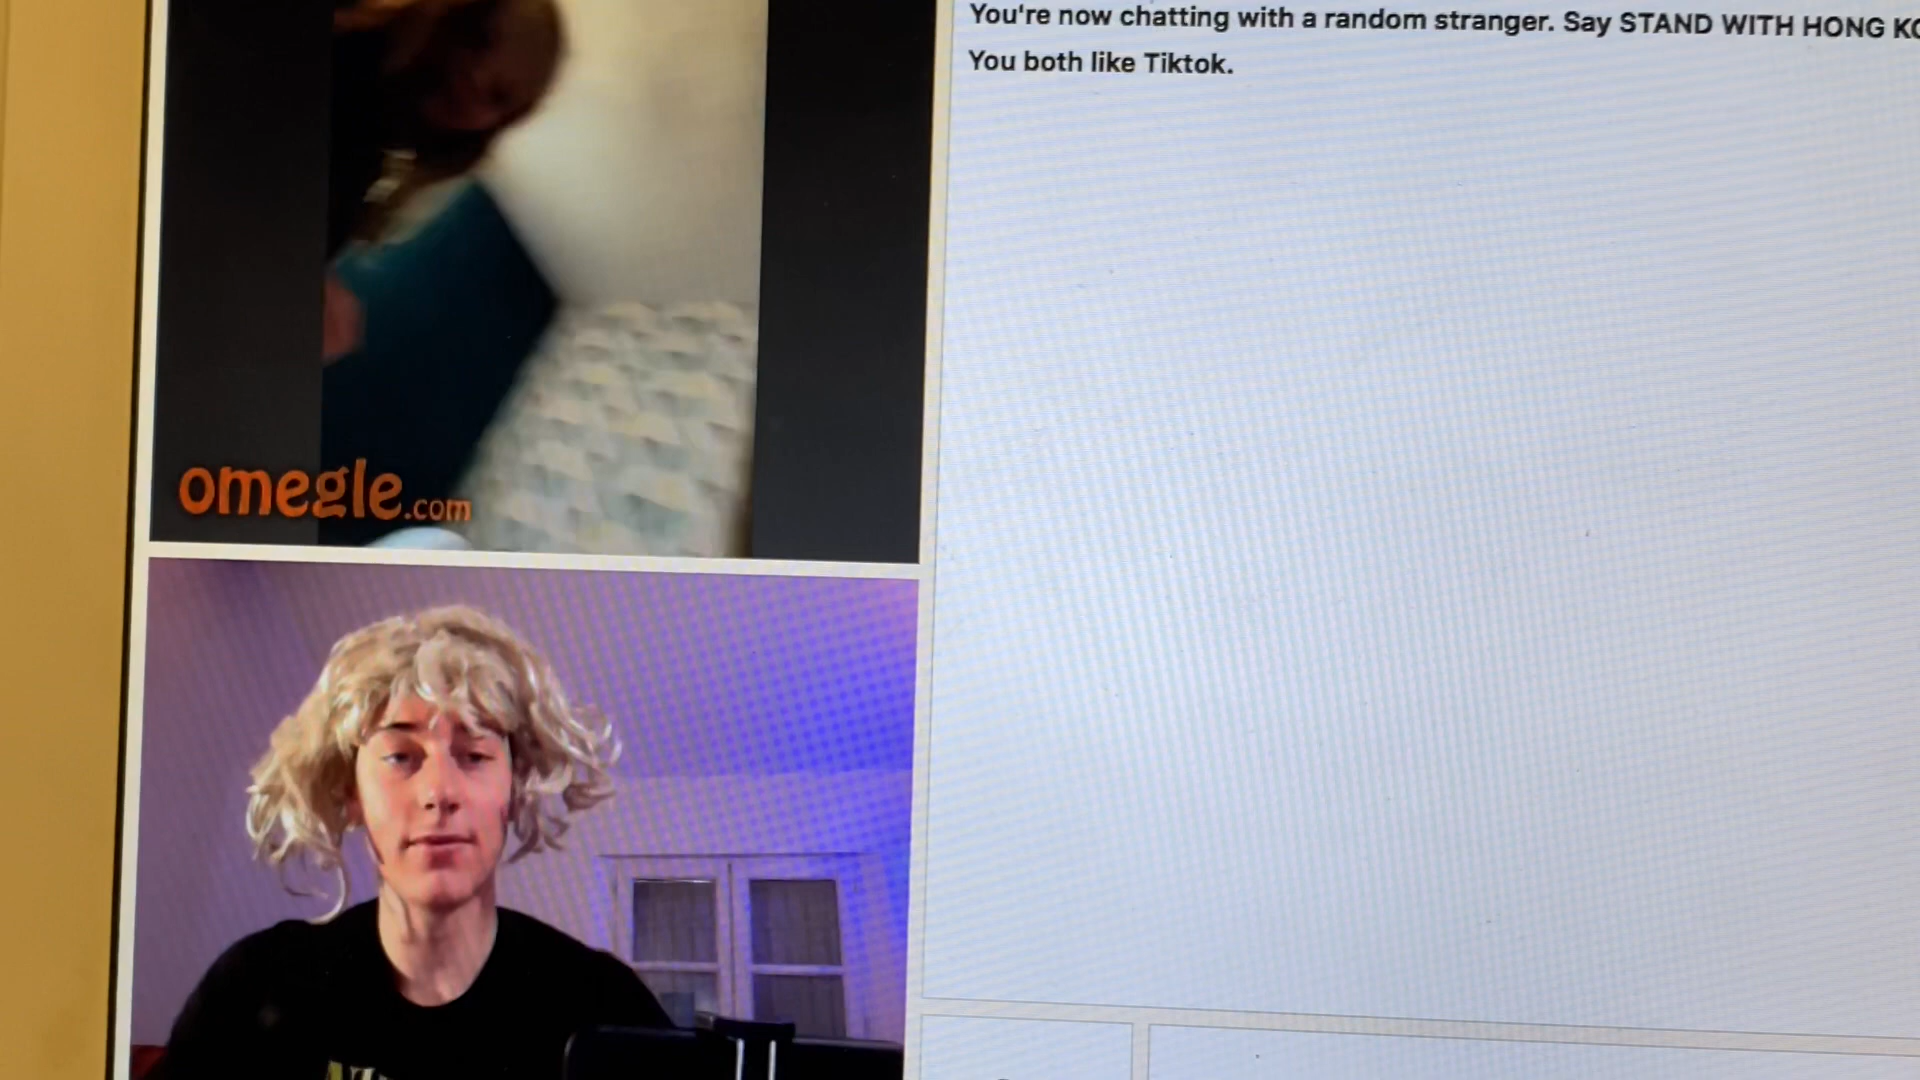 You're now chatting with a random stranger. Say STAND WITH HONG
You both like Tiktok.
omegle.com